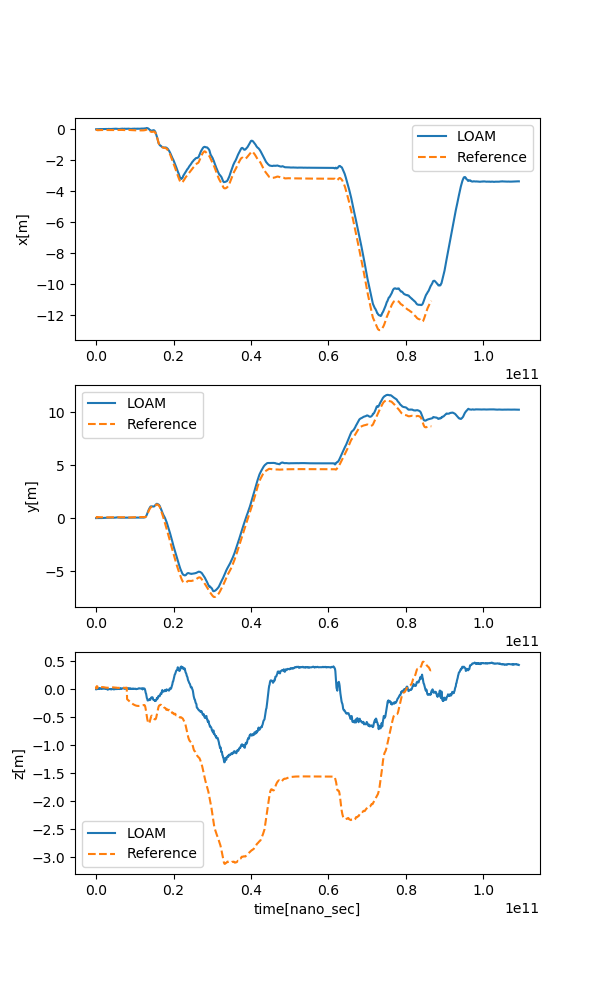 0
−2
−4
−6
−8
−10
−12
x[m]
LOAM
Reference
0.0 0.2 0.4 0.6 0.8 1.0
1e11
10
5
0
−5
y[m]
LOAM
Reference
0.0 0.2 0.4 0.6 0.8 1.0
1e11
0.5
0.0
−0.5
−1.0
−1.5
−2.0
−2.5
−3.0
z[m]
LOAM
Reference
0.0 0.2 0.4 0.6 0.8 1.0
time[nano_sec]
1e11